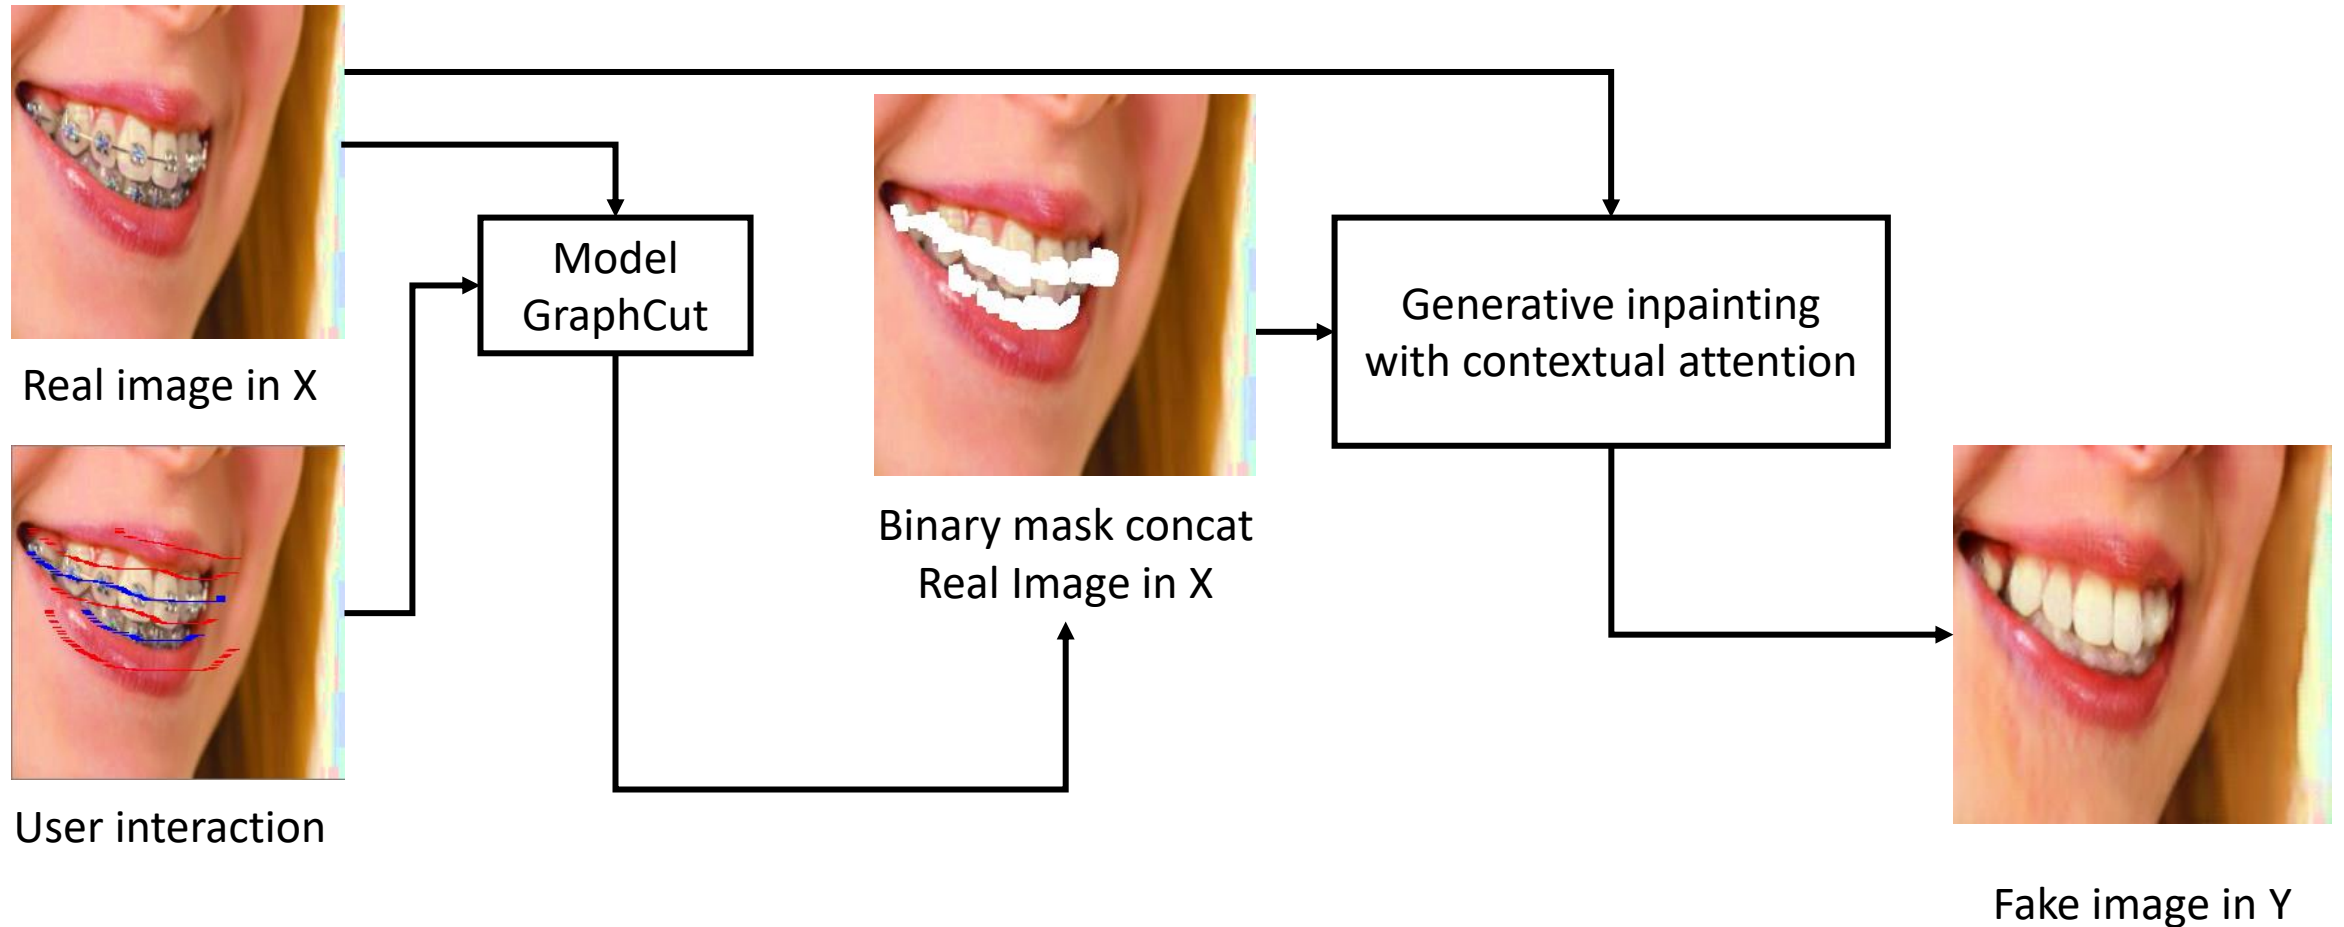 Real image in X
User interaction
Model
GraphCut
Binary mask concat
Real Image in X
Generative inpainting
with contextual attention
Fake image in Y